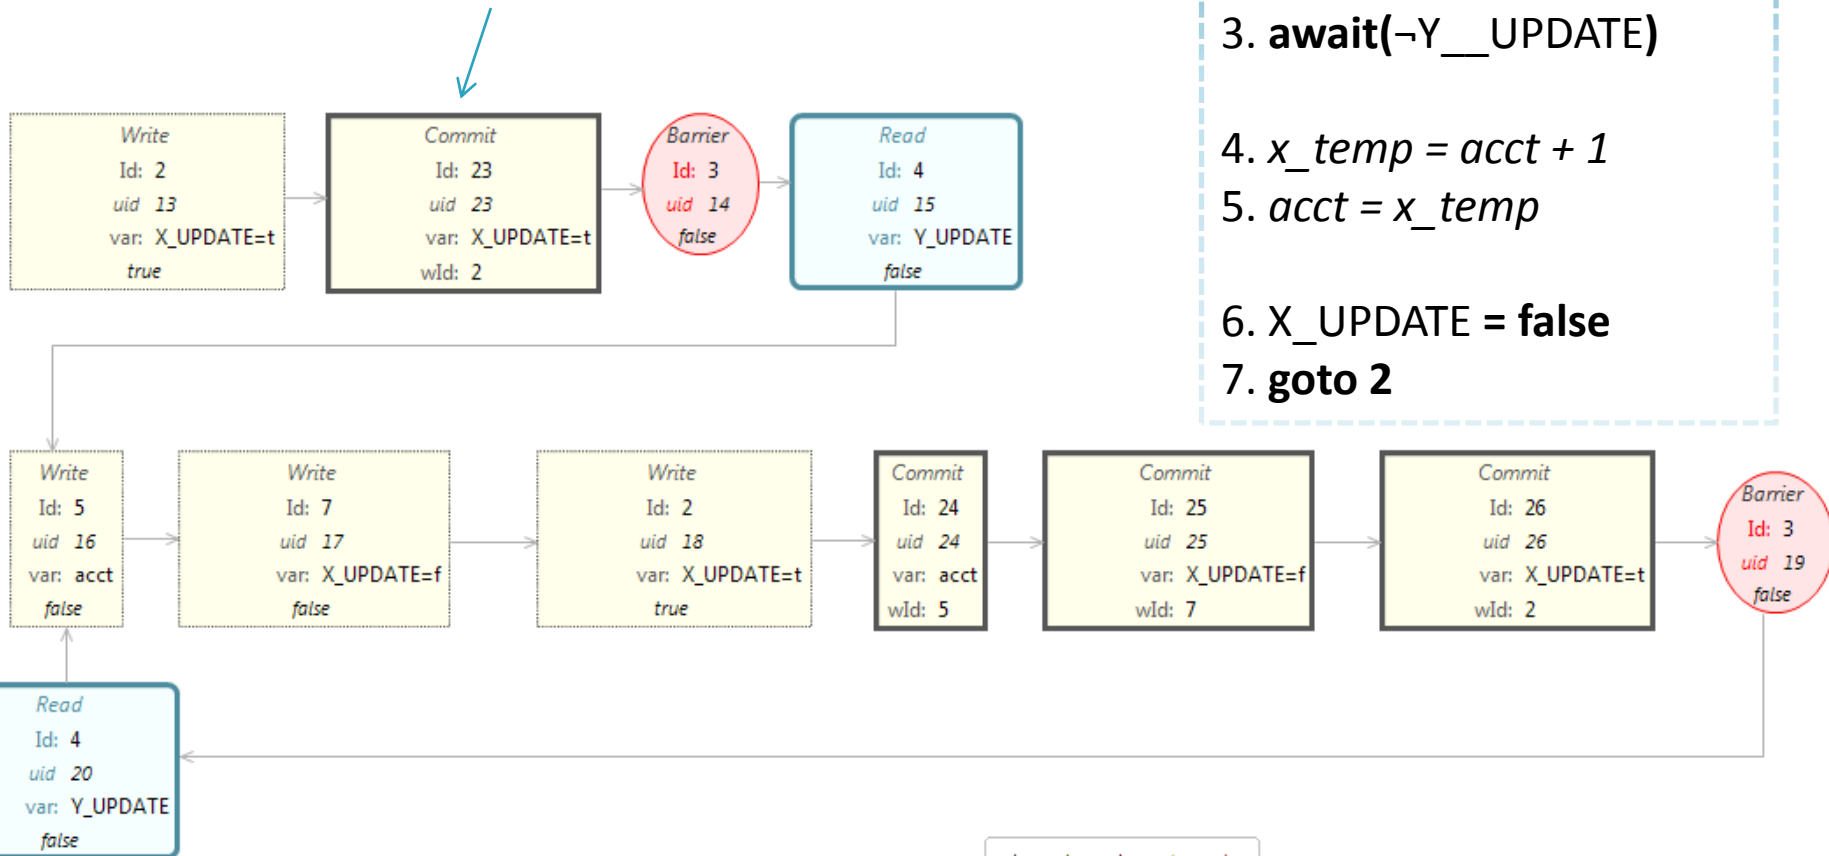 3. await(¬Y__UPDATE)
4. x_temp = acct + 1
5. acct = x_temp
6. X_UPDATE = false
7. goto 2
Write
Id: 2
uid 13
var: X_UPDATE=t
true
Commit
Id: 23
uid 23
var: X_UPDATE=t
wId: 2
Barrier
Id: 3
uid 14
false
Read
Id: 4
uid 15
var: Y_UPDATE
false
Write
Id: 5
uid 16
var: acct
false
Write
Id: 7
uid 17
var: X_UPDATE=f
false
Write
Id: 2
uid 18
var: X_UPDATE=t
true
Commit
Id: 24
uid 24
var: acct
wId: 5
Commit
Id: 25
uid 25
var: X_UPDATE=f
wId: 7
Commit
Id: 26
uid 26
var: X_UPDATE=t
wId: 2
Barrier
Id: 3
uid 19
false
Read
Id: 4
uid 20
var: Y_UPDATE
false